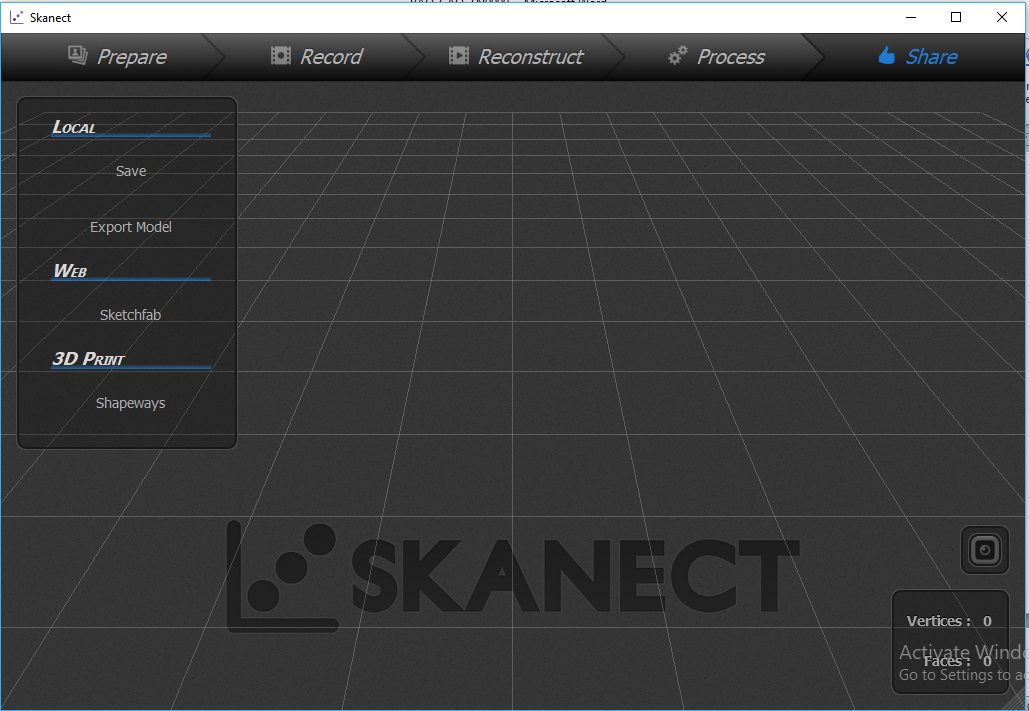 Skanect
Prepare Record Reconstruct Process Share
Local
Save
Export Model
Web
Sketchfab
3D Print
Shapeways
SKANECT
Vertices : 0
Faces : 0
Activate Windo
Go to Settings to ac